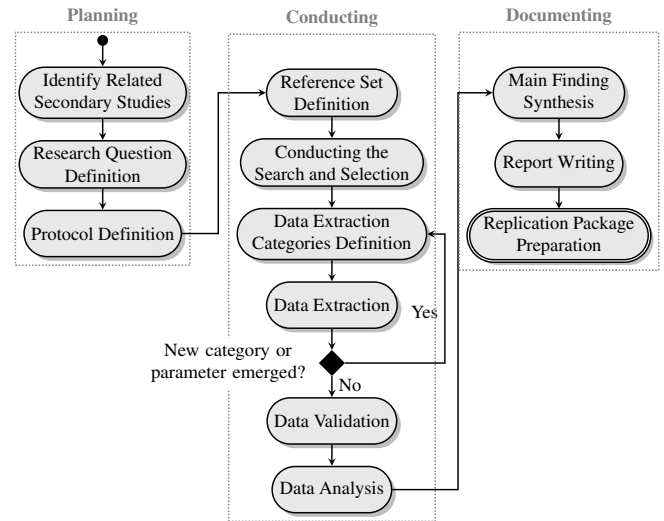 Planning
Identify Related
Secondary Studies
Research Question
Definition
Protocol Definition
Conducting
Reference Set
Definition
Conducting the
Search and Selection
Data Extraction
Categories Definition
Data Extraction
Yes
New category or
parameter emerged?
No
Data Validation
Data Analysis
Documenting
Main Finding
Synthesis
Report Writing
Replication Package
Preparation